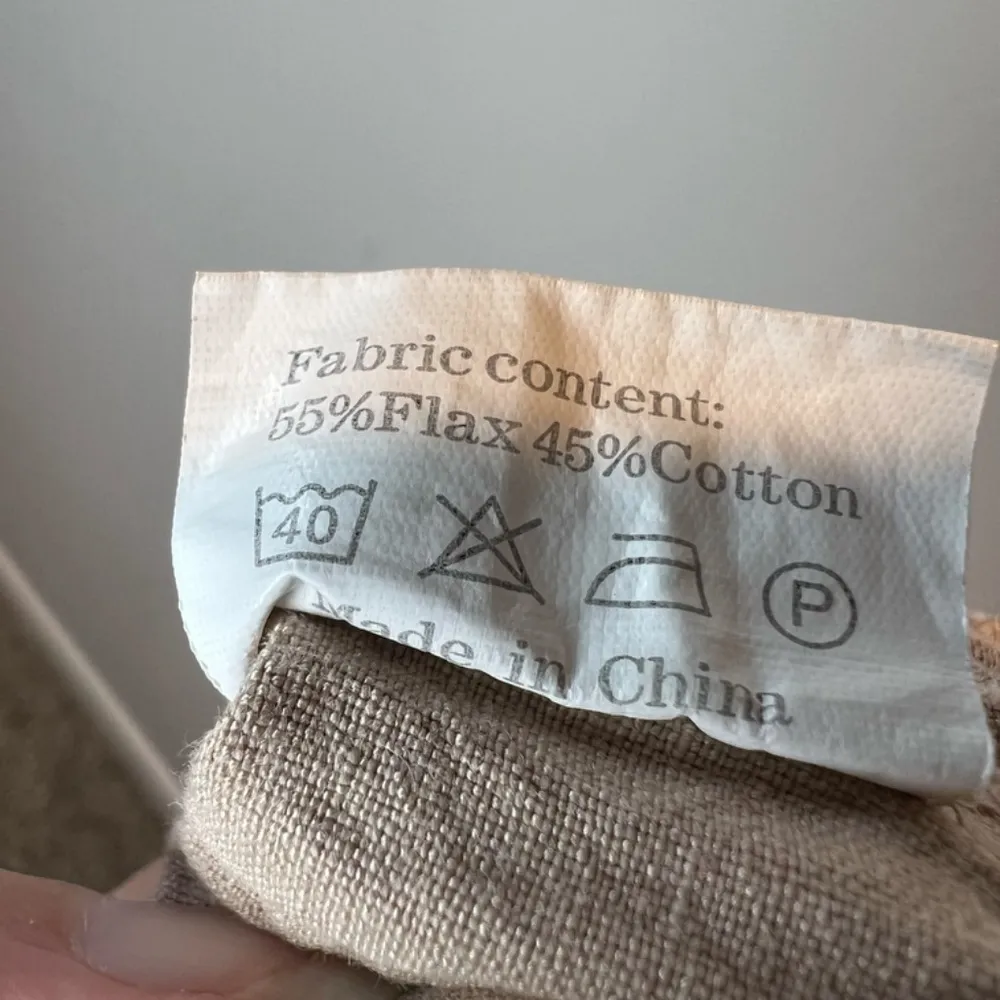 Fabric content:
55%Flax 45%Cotton
40 P
Made in China